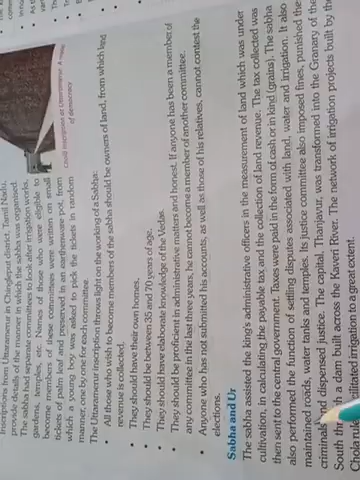 Inscriptions from Uttaramerur in Chingleput district, Tamil Nadu,
provide details of the manner in which the sabha was organised.
The sabha had separate committees to look after irrigation works,
gardens, temples, etc. Names of those who were eligible to
become members of these committees were written on small
tickets of palm leaf and preserved in an earthenware pot, from
which a young boy was asked to pick the tickets in random
manner, one by one for each committee.
Chola inscription at Uttaramerur: A
of democracy
The Uttaramerur inscription throws light on the working of a Sabha:
• All those who wish to become members of the sabha should be owners of land, from which land
revenue is collected.
• They should have their own homes.
• They should be between 35 and 70 years of age.
• They should have elaborate knowledge of the Vedas.
• They should be proficient in administrative matters and honest. If anyone has been a member of
any committee in the last three years, he cannot become a member of another committee.
• Anyone who has not submitted his accounts, as well as those of his relatives, cannot contest the
elections.
Sabha and Ur
The sabha assisted the king's administrative officers in the measurement of land which was under
cultivation, in calculating the payable tax and the collection of land revenue. The tax collected was
then sent to the central government. Taxes were paid in the form of cash or in kind (grains). The sabha
also performed the function of settling disputes associated with land, water and irrigation. It also
maintained roads, water tanks and temples. Its justice committee also imposed fines, punished the
criminals and dispensed justice. The capital, Thanjavur, was transformed into the Granary of the
South through a dam built across the Kaveri River. The network of irrigation projects built by the
Chola facilitated irrigation to a great extent.